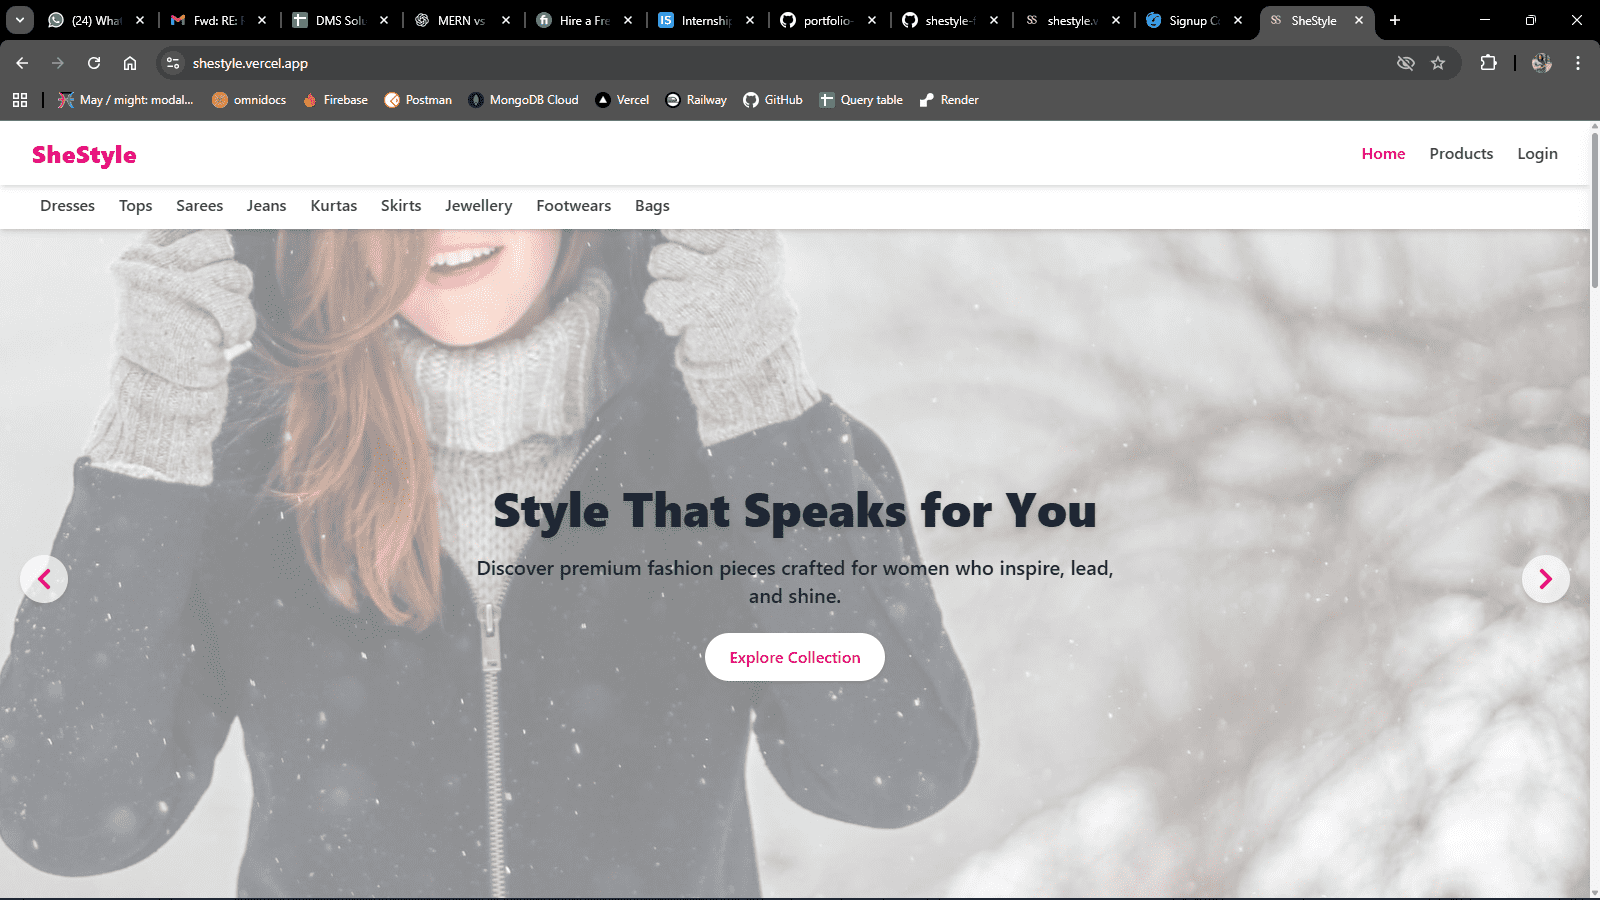 (24) What
Fwd: RE: F
DMS Solu
MERN vs
Hire a Fre
Internship
portfolio-
shestyle-f
shestyle.v
Signup Co
SheStyle
shestyle.vercel.app
May / might: modal...
omnidocs
Firebase
Postman
MongoDB Cloud
Vercel
Railway
GitHub
Query table
Render
SheStyle
Home
Products
Login
Dresses
Tops
Sarees
Jeans
Kurtas
Skirts
Jewellery
Footwears
Bags
Style That Speaks for You
Discover premium fashion pieces crafted for women who inspire, lead,
and shine.
Explore Collection